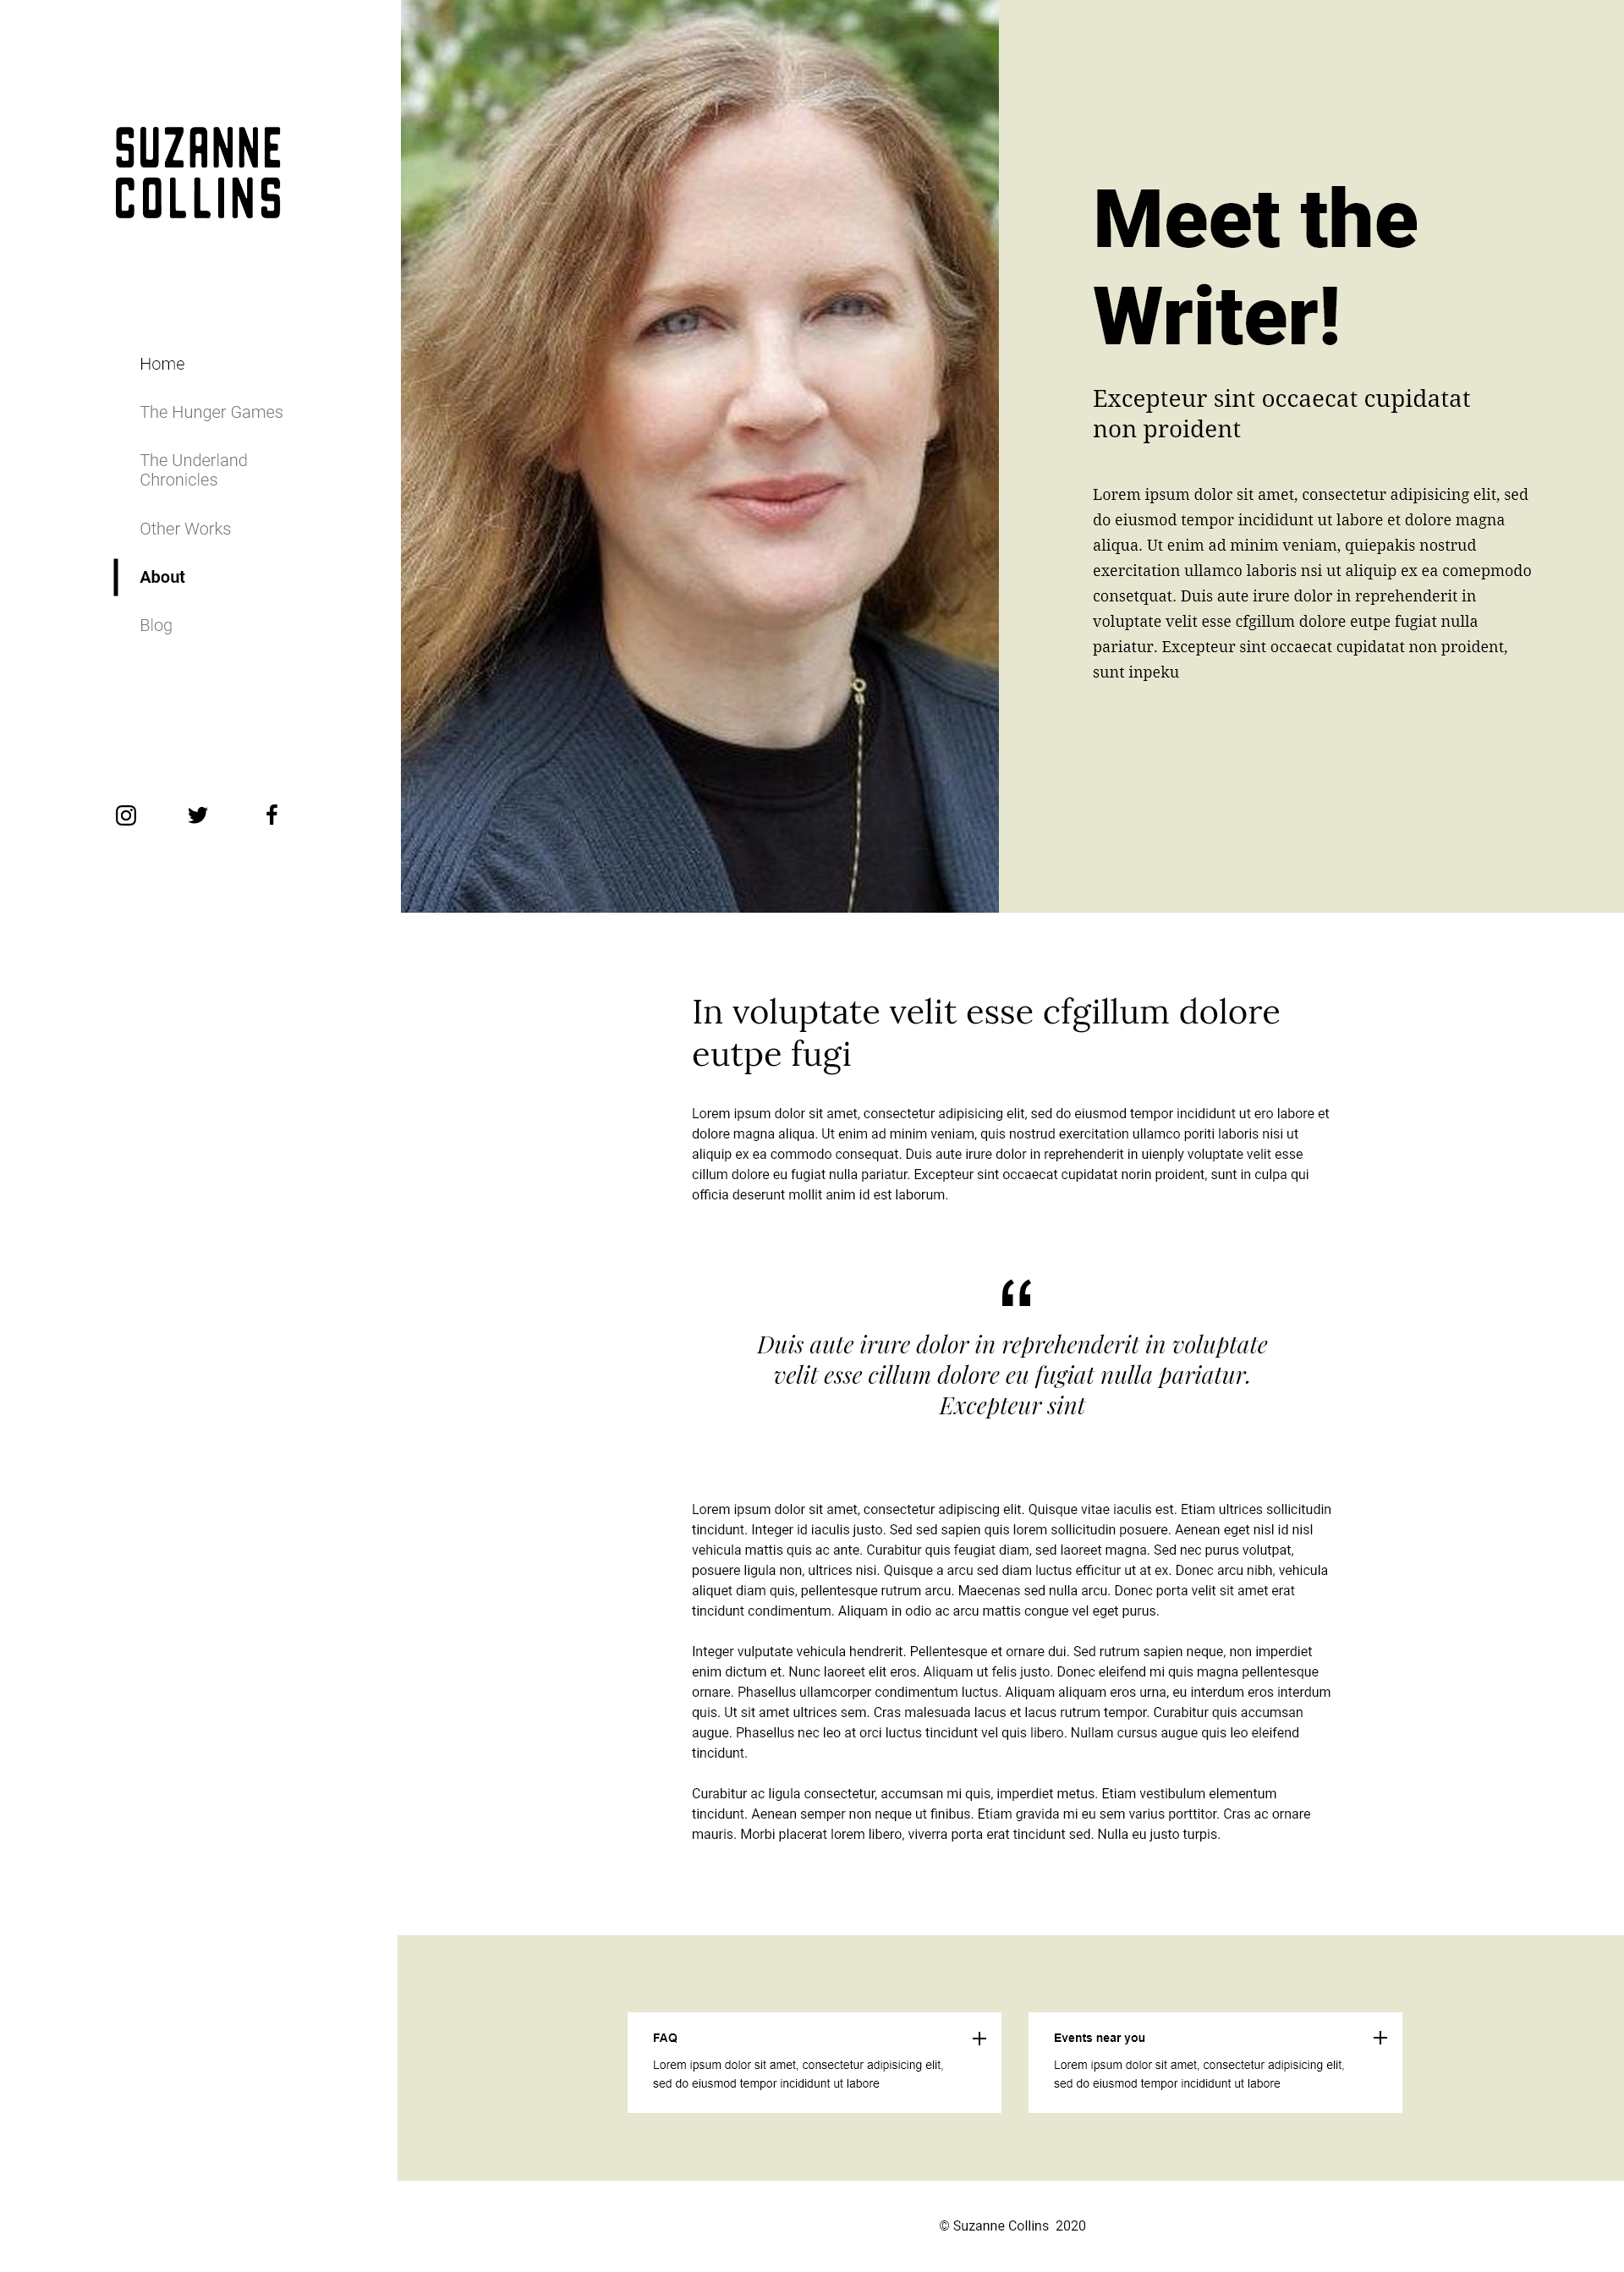 SUZANNE
COLLINS
Home
The Hunger Games
The Underland
Chronicles
Other Works
About
Blog
Meet the
Writer!
Excepteur sint occaecat cupidatat
non proident
Lorem ipsum dolor sit amet, consectetur adipisicing elit, sed
do eiusmod tempor incididunt ut labore et dolore magna
aliqua. Ut enim ad minim veniam, quiepakis nostrud
exercitation ullamco laboris nsi ut aliquip ex ea comepmodo
consetquat. Duis aute irure dolor in reprehenderit in
voluptate velit esse cfgillum dolore eutpe fugiat nulla
pariatur. Excepteur sint occaecat cupidatat non proident,
sunt inpeku
In voluptate velit esse cfgillum dolore
eutpe fugi
Lorem ipsum dolor sit amet, consectetur adipisicing elit, sed do eiusmod tempor incididunt ut ero labore et
dolore magna aliqua. Ut enim ad minim veniam, quis nostrud exercitation ullamco poriti laboris nisi ut
aliquip ex ea commodo consequat. Duis aute irure dolor in reprehenderit in uienply voluptate velit esse
cillum dolore eu fugiat nulla pariatur. Excepteur sint occaecat cupidatat norin proident, sunt in culpa qui
officia deserunt mollit anim id est laborum.
“
Duis aute irure dolor in reprehenderit in voluptate
velit esse cillum dolore eu fugiat nulla pariatur.
Excepteur sint
Lorem ipsum dolor sit amet, consectetur adipiscing elit. Quisque vitae iaculis est. Etiam ultrices sollicitudin
tincidunt. Integer id iaculis justo. Sed sed sapien quis lorem sollicitudin posuere. Aenean eget nisl id nisl
vehicula mattis quis ac ante. Curabitur quis feugiat diam, sed laoreet magna. Sed nec purus volutpat,
posuere ligula non, ultrices nisi. Quisque a arcu sed diam luctus efficitur ut at ex. Donec arcu nibh, vehicula
aliquet diam quis, pellentesque rutrum arcu. Maecenas sed nulla arcu. Donec porta velit sit amet erat
tincidunt condimentum. Aliquam in odio ac arcu mattis congue vel eget purus.
Integer vulputate vehicula hendrerit. Pellentesque et ornare dui. Sed rutrum sapien neque, non imperdiet
enim dictum et. Nunc laoreet elit eros. Aliquam ut felis justo. Donec eleifend mi quis magna pellentesque
ornare. Phasellus ullamcorper condimentum luctus. Aliquam aliquam eros urna, eu interdum eros interdum
quis. Ut sit amet ultrices sem. Cras malesuada lacus et lacus rutrum tempor. Curabitur quis accumsan
augue. Phasellus nec leo at orci luctus tincidunt vel quis libero. Nullam cursus augue quis leo eleifend
tincidunt.
Curabitur ac ligula consectetur, accumsan mi quis, imperdiet metus. Etiam vestibulum elementum
tincidunt. Aenean semper non neque ut finibus. Etiam gravida mi eu sem varius porttitor. Cras ac ornare
mauris. Morbi placerat lorem libero, viverra porta erat tincidunt sed. Nulla eu justo turpis.
FAQ
Lorem ipsum dolor sit amet, consectetur adipisicing elit,
sed do eiusmod tempor incididunt ut labore
Events near you
Lorem ipsum dolor sit amet, consectetur adipisicing elit,
sed do eiusmod tempor incididunt ut labore
© Suzanne Collins 2020